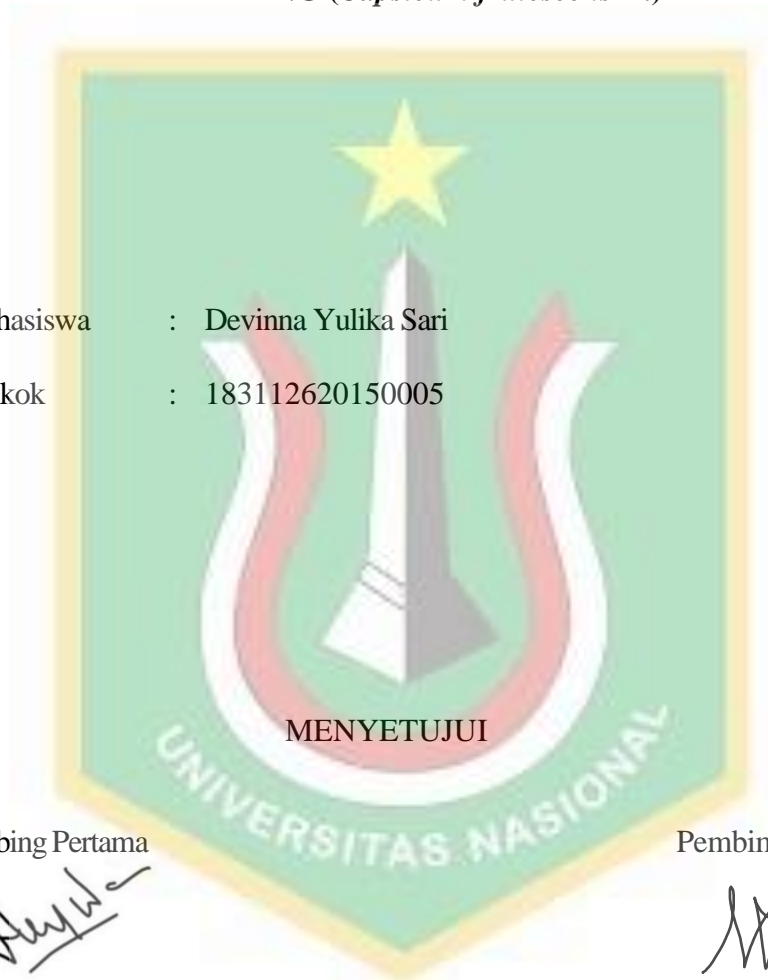 hasiswa : Devinna Yulika Sari
kok : 183112620150005
MENYETUJUI
UNIVERSITAS NASIONAL
bing Pertama Pembin